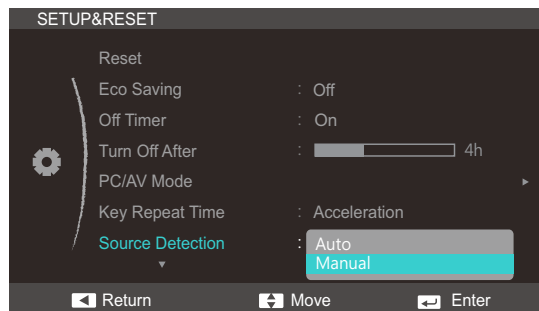 SETUP&RESET
Reset
Eco Saving : Off
Off Timer : On
Turn Off After : 4h
PC/AV Mode
Key Repeat Time : Acceleration
Source Detection : Auto
Manual
Return Move Enter